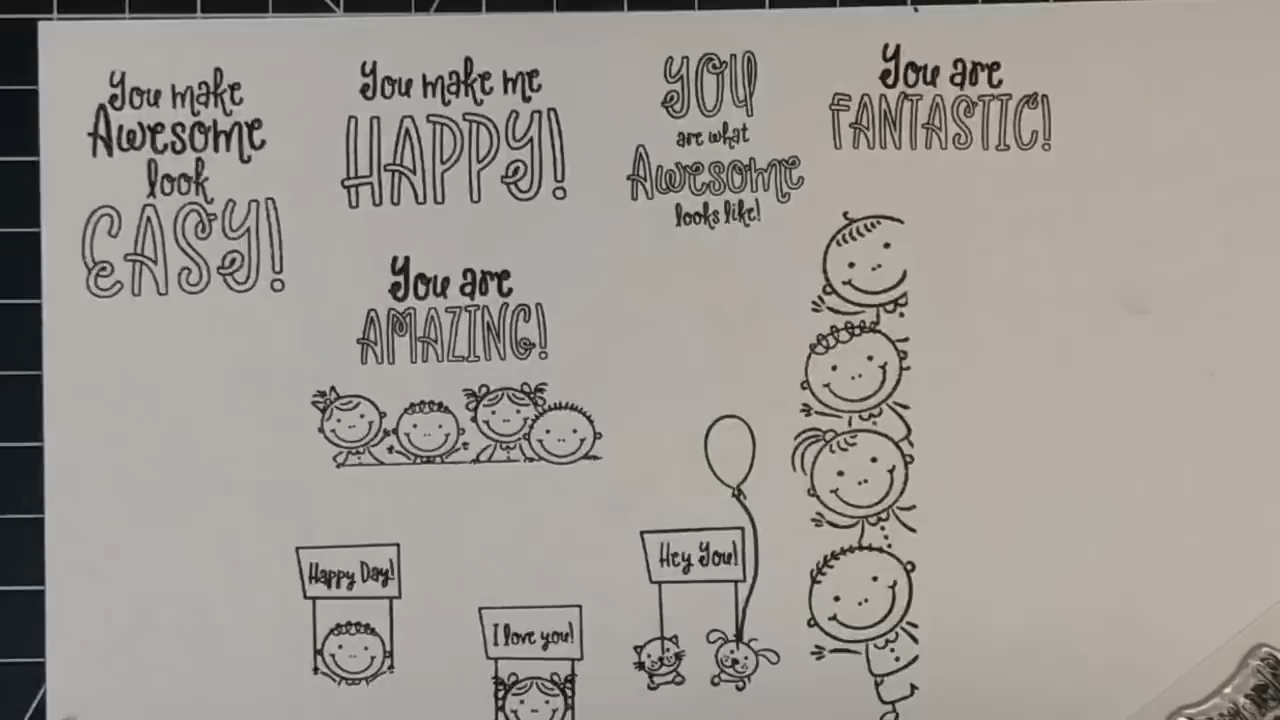 You make
Awesome
look
EASY!
You make me
HAPPY!
YOU
are what
Awesome
looks like!
You are
FANTASTIC!
You are
AMAZING!
Happy Day!
I love you!
Hey You!